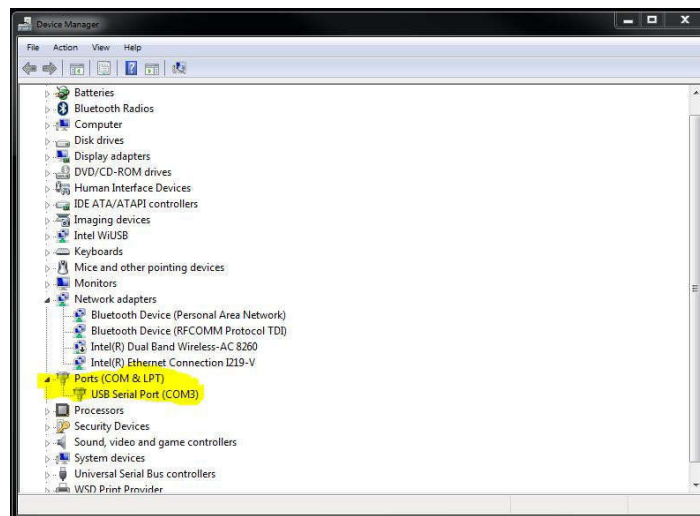 Device Manager
File Action View Help
Batteries
Bluetooth Radios
Computer
Disk drives
Display adapters
DVD/CD-ROM drives
Human Interface Devices
IDE ATA/ATAPI controllers
Imaging devices
Intel WiUSB
Keyboards
Mice and other pointing devices
Monitors
Network adapters
Bluetooth Device (Personal Area Network)
Bluetooth Device (RFCOMM Protocol TDI)
Intel(R) Dual Band Wireless-AC 8260
Intel(R) Ethernet Connection I219-V
Ports (COM & LPT)
USB Serial Port (COM3)
Processors
Security Devices
Sound, video and game controllers
System devices
Universal Serial Bus controllers
WSD Print Provider